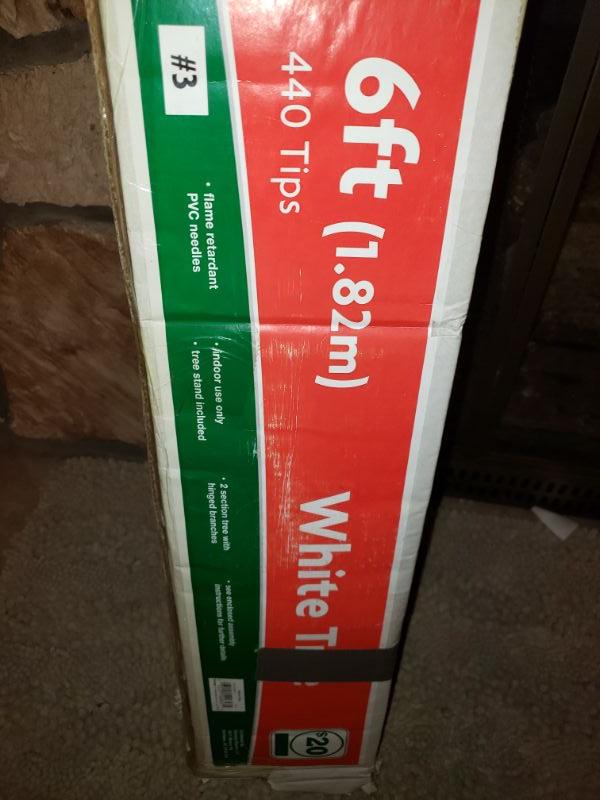 6ft (1.82m)
440 Tips
White Tr
#3
• flame retardant
PVC needles
• indoor use only
• tree stand included
• 2 section tree with
hinged branches
• see enclosed assembly
instructions for further details
$20